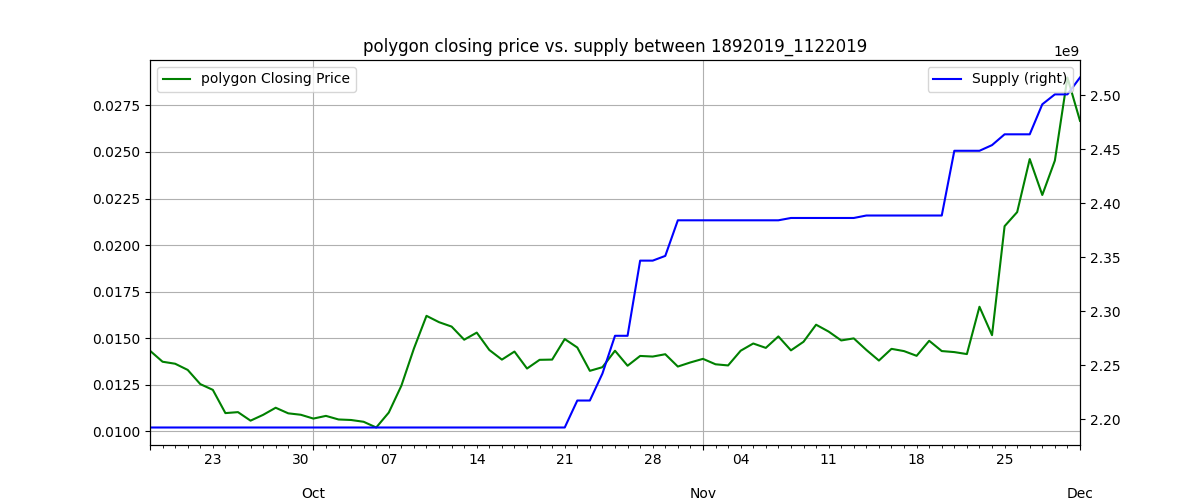 polygon closing price vs. supply between 1892019_1122019
1e9
polygon Closing Price
Supply (right)
0.0275
0.0250
0.0225
0.0200
0.0175
0.0150
0.0125
0.0100
2.50
2.45
2.40
2.35
2.30
2.25
2.20
23 30 07 14 21 28 04 11 18 25
Oct Nov Dec